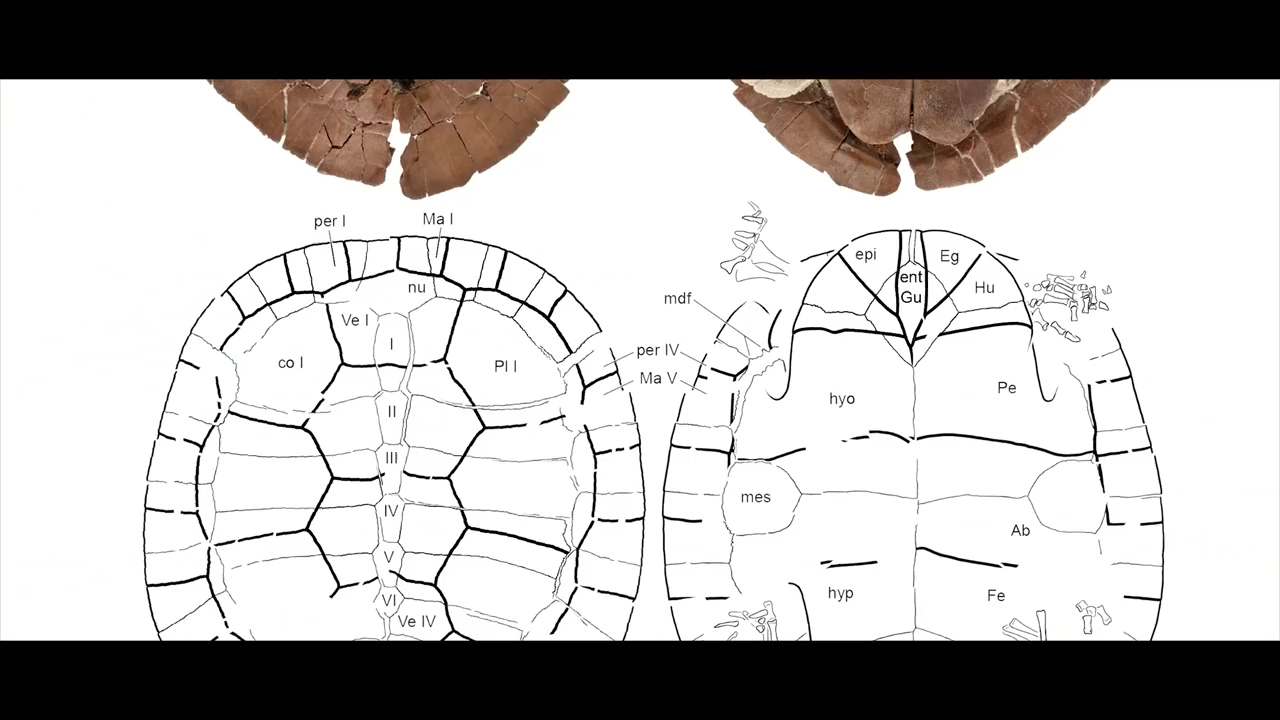 per I
Ma I
nu
Ve I
I
co I
Pl I
II
III
IV
V
VI
Ve IV
epi
Eg
ent
Gu
Hu
mdf
per IV
Ma V
hyo
Pe
mes
Ab
hyp
Fe